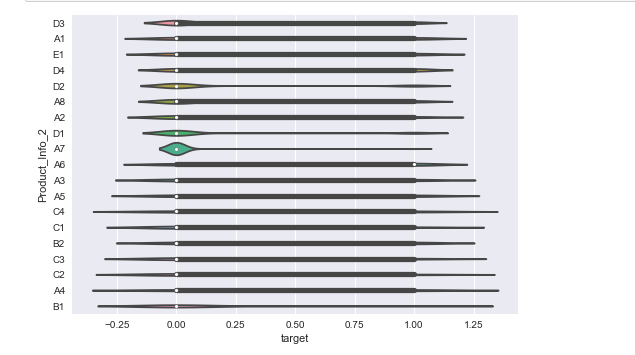 D3
A1
E1
D4
D2
A8
A2
D1
A7
A6
A3
A5
C4
C1
B2
C3
C2
A4
B1
Product_Info_2
−0.25 0.00 0.25 0.50 0.75 1.00 1.25
target